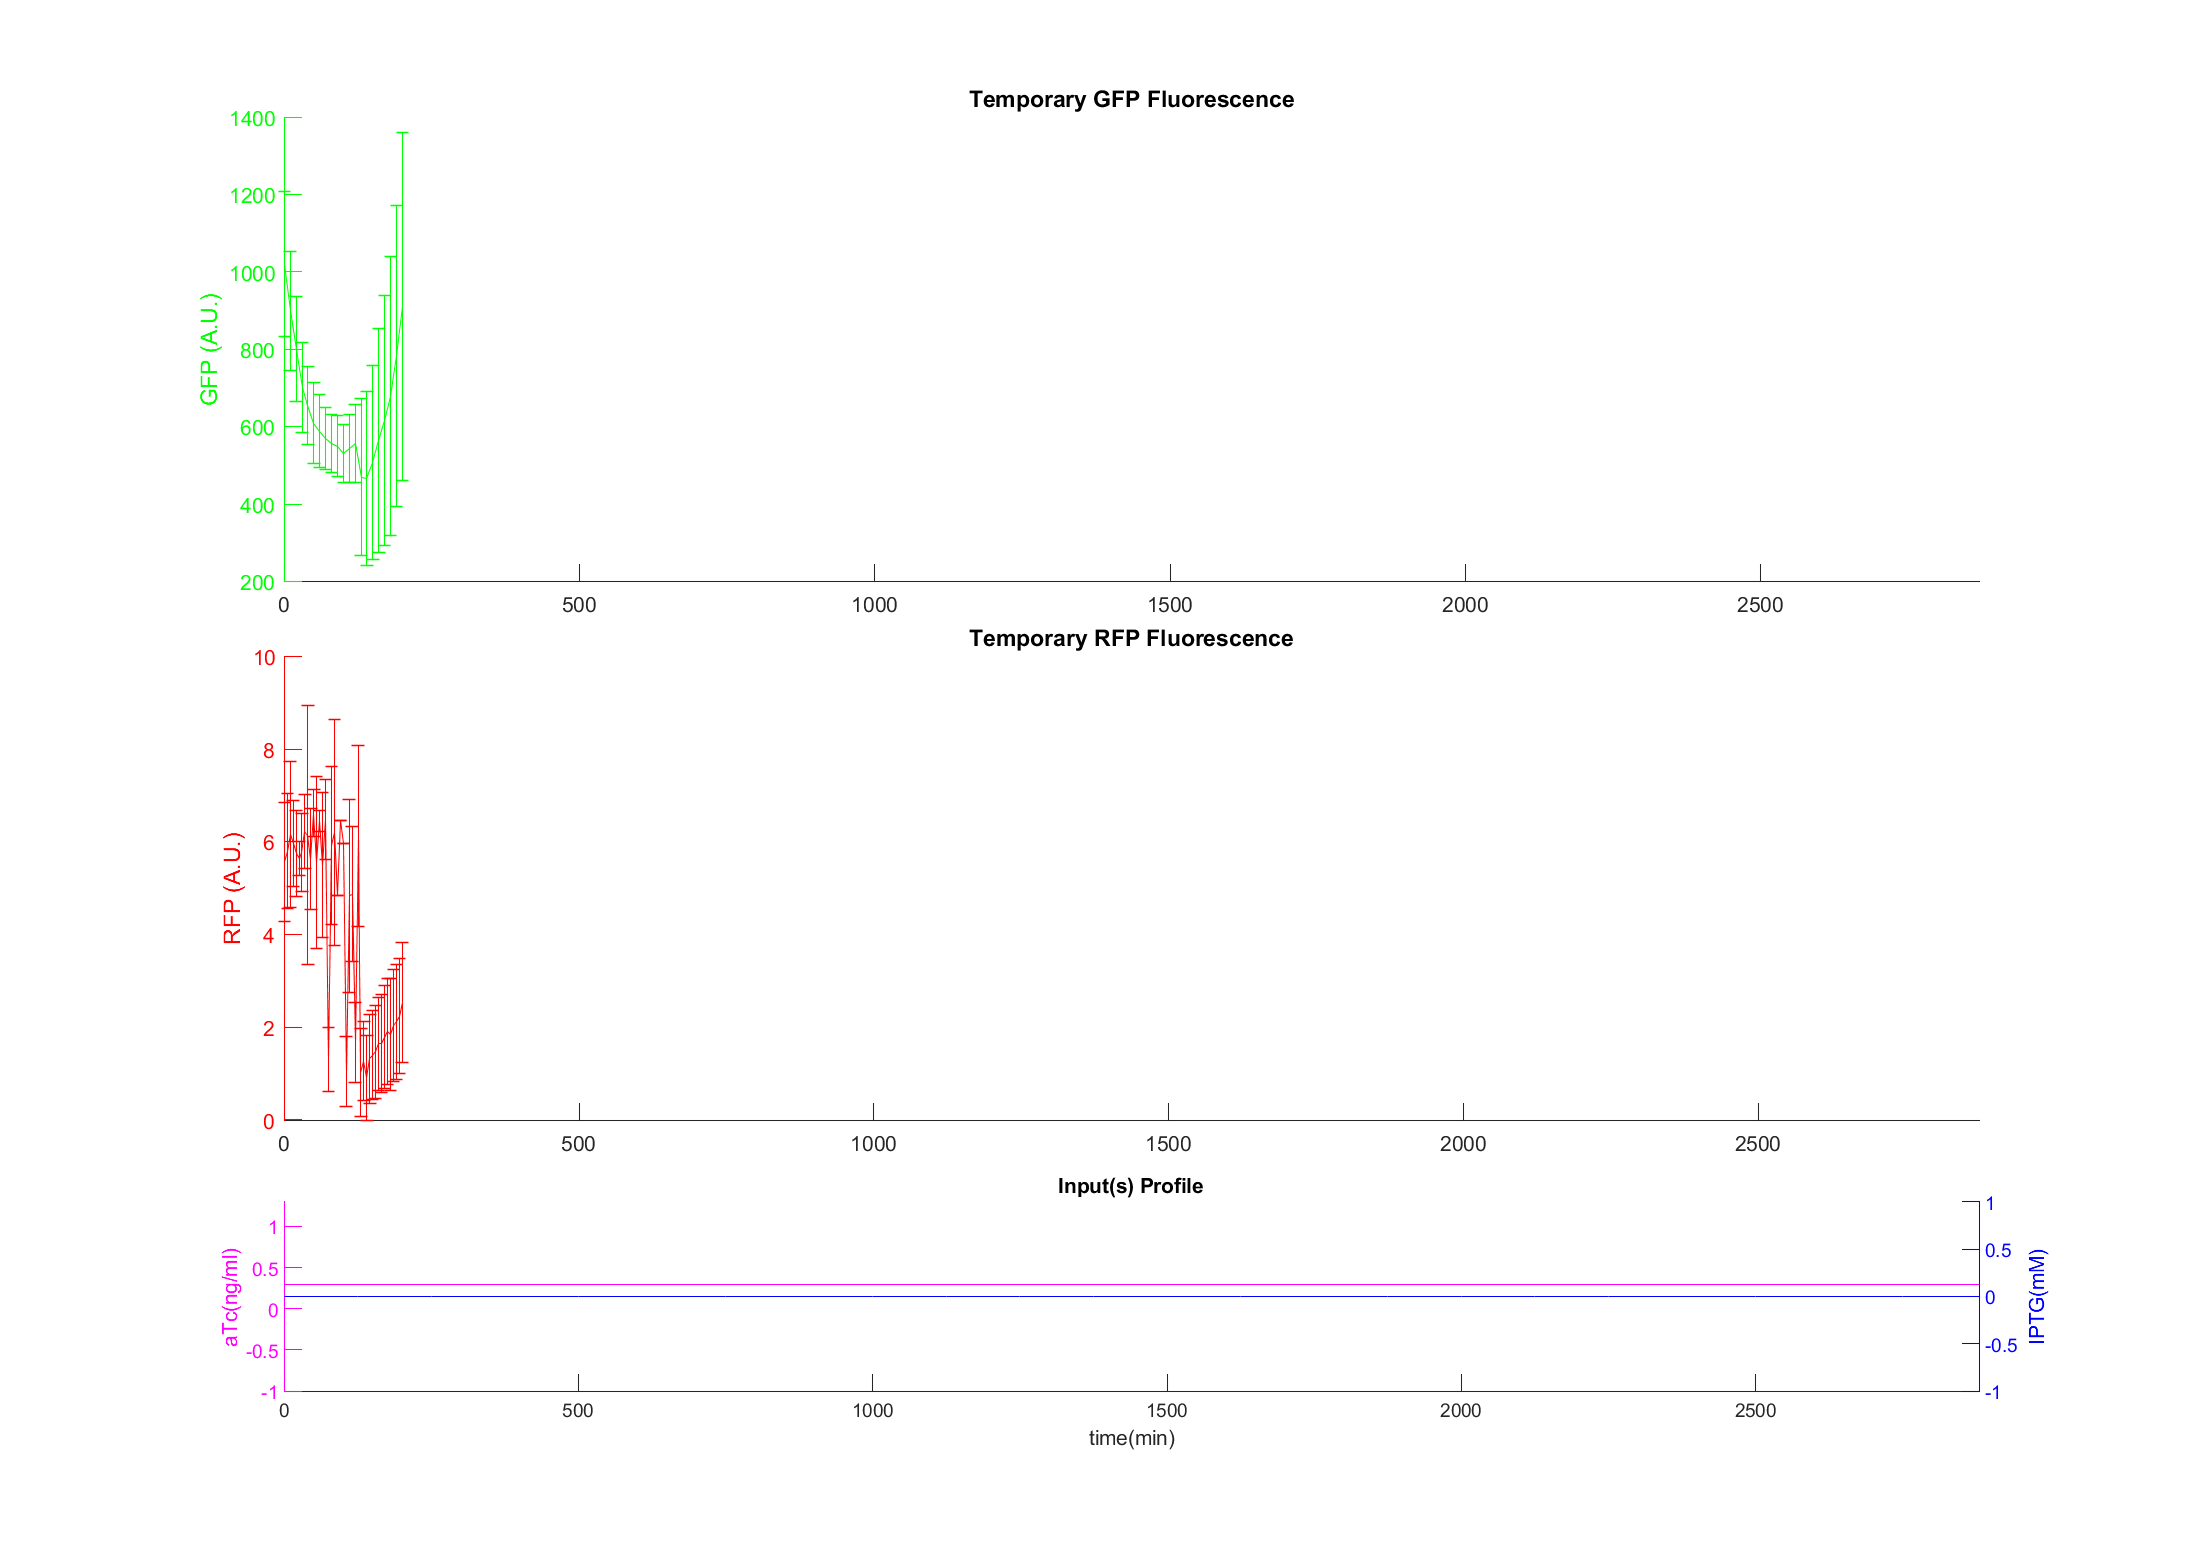 Temporary GFP Fluorescence
GFP (A.U.)
1400
1200
1000
800
600
400
200
0 500 1000 1500 2000 2500
Temporary RFP Fluorescence
RFP (A.U.)
10
8
6
4
2
0
0 500 1000 1500 2000 2500
Input(s) Profile
aTc(ng/ml)
1
0.5
0
-0.5
-1
1
0.5
0
-0.5
-1
IPTG(mM)
0 500 1000 1500 2000 2500
time(min)